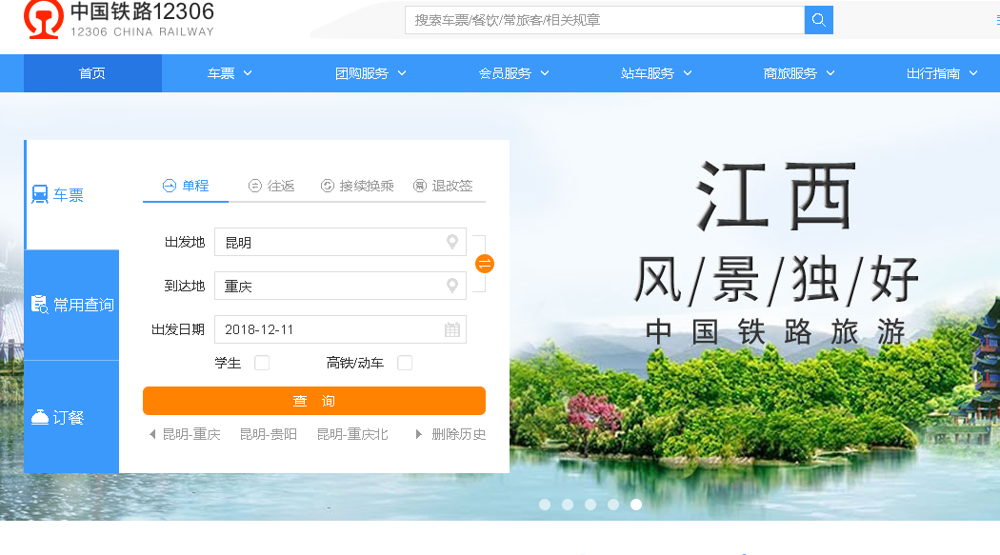 中国铁路12306
12306 CHINA RAILWAY
搜索车票/餐饮/常旅客/相关规章
首页 车票 团购服务 会员服务 站车服务 商旅服务 出行指南
车票
常用查询
订餐
单程 往返 接续换乘 退改签
出发地 昆明
到达地 重庆
出发日期 2018-12-11
学生 高铁/动车
查 询
昆明-重庆 昆明-贵阳 昆明-重庆北 删除历史
江西
风/景/独/好
中国铁路旅游